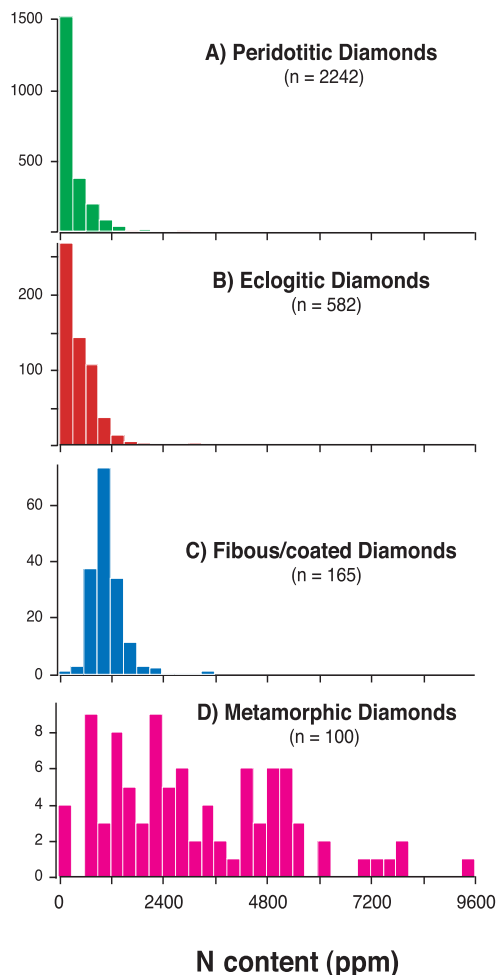 1500
A) Peridotitic Diamonds
(n = 2242)
1000
500
B) Eclogitic Diamonds
(n = 582)
200
100
60
C) Fibous/coated Diamonds
(n = 165)
40
20
0
D) Metamorphic Diamonds
(n = 100)
8
6
4
2
0
0 2400 4800 7200 9600
N content (ppm)